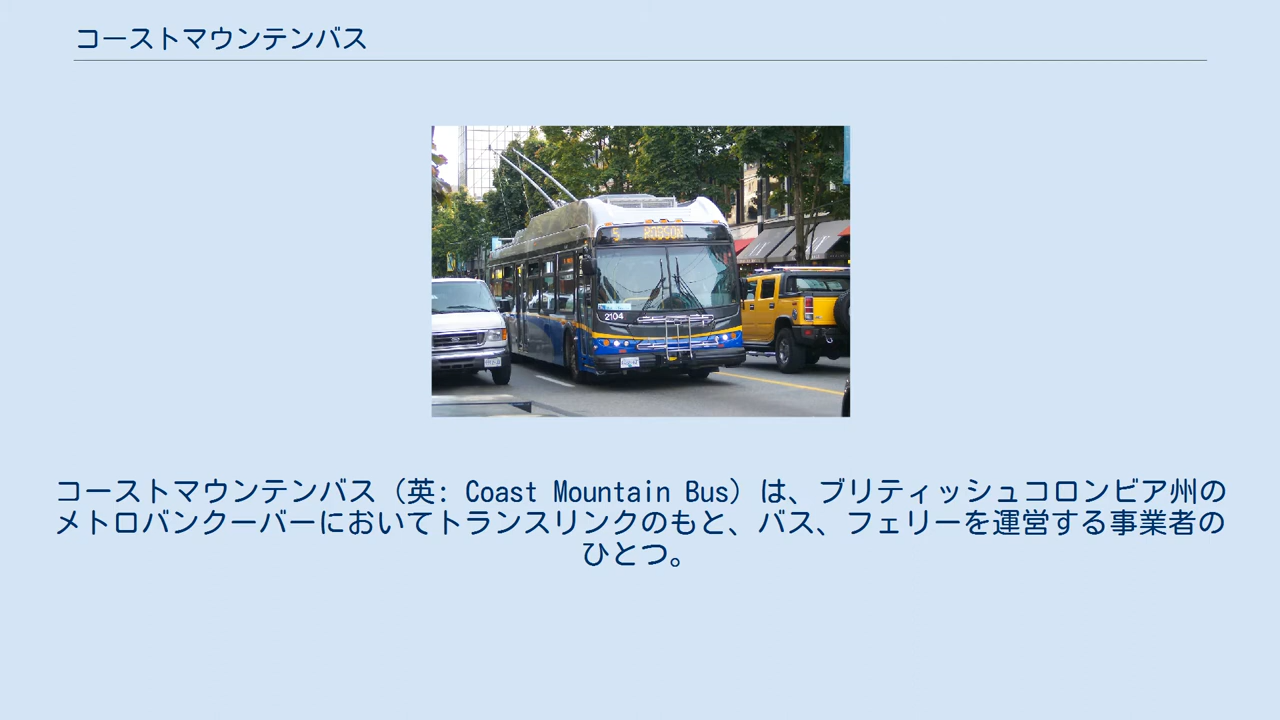 コーストマウンテンバス
5 ROBSON
2104
コーストマウンテンバス（英: Coast Mountain Bus）は、ブリティッシュコロンビア州の
メトロバンクーバーにおいてトランスリンクのもと、バス、フェリーを運営する事業者の
ひとつ。